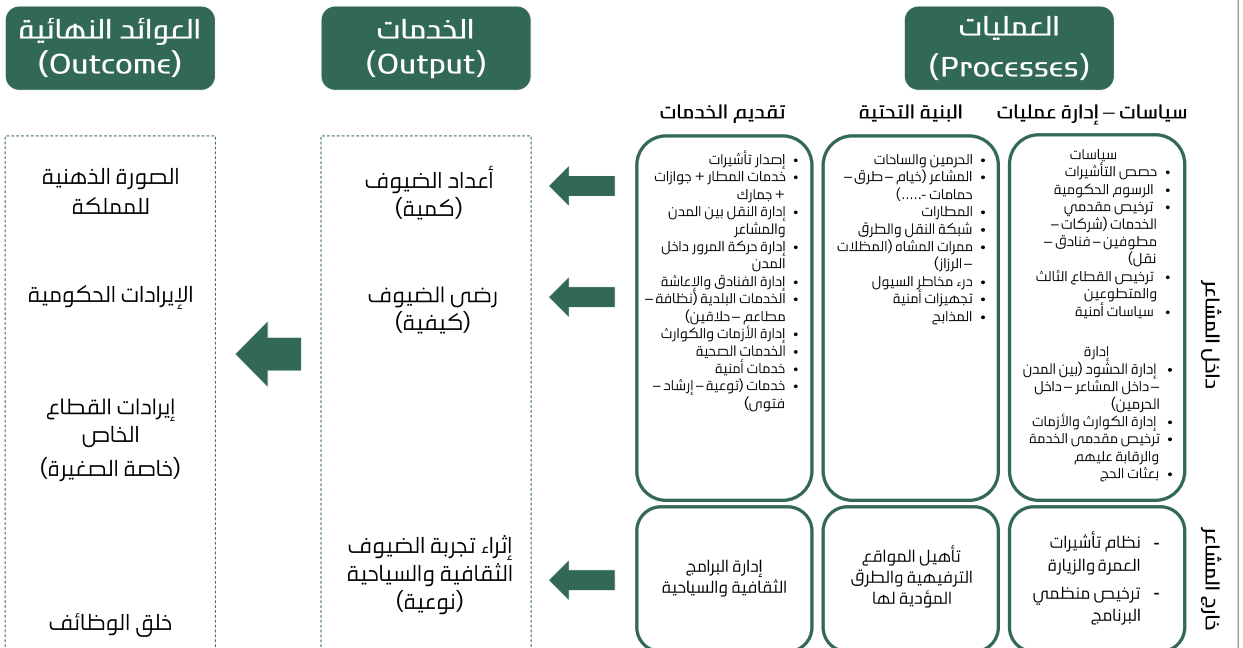 العمليات
(Processes)
الخدمات
(Output)
العوائد النهائية
(Outcome)
سياسات – إدارة عمليات
البنية التحتية
تقديم الخدمات
داخل المشاعر
سياسات
• حصص التأشيرات
• الرسوم الحكومية
• ترخيص مقدمي
الخدمات (شركات –
مطوفين – فنادق –
نقل)
• ترخيص القطاع الثالث
والمتطوعين
• سياسات أمنية
إدارة
• إدارة الحشود (بين المدن
– داخل المشاعر – داخل
الحرمين)
• إدارة الكوارث والأزمات
• ترخيص مقدمي الخدمة
والرقابة عليهم
• بعثات الحج
• الحرمين والساحات
• المشاعر (خيام – طرق –
حمامات -.....)
• المطارات
• شبكة النقل والطرق
• ممرات المشاه (المظلات
– الرزاز)
• درء مخاطر السيول
• تجهيزات أمنية
• المذابح
• إصدار تأشيرات
• خدمات المطار + جوازات
+ جمارك
• إدارة النقل بين المدن
والمشاعر
• إدارة حركة المرور داخل
المدن
• إدارة الفنادق والإعاشة
• الخدمات البلدية (نظافة –
مطاعم – حلاقين)
• إدارة الأزمات والكوارث
• الخدمات الصحية
• خدمات أمنية
• خدمات (توعية – إرشاد –
فتوى)
أعداد الضيوف
(كمية)
رضى الضيوف
(كيفية)
الصورة الذهنية
للمملكة
الإيرادات الحكومية
إيرادات القطاع
الخاص
(خاصة الصغيرة)
خارج المشاعر
- نظام تأشيرات
العمرة والزيارة
- ترخيص منظمي
البرنامج
تأهيل المواقع
الترفيهية والطرق
المؤدية لها
إدارة البرامج
الثقافية والسياحية
إثراء تجربة الضيوف
الثقافية والسياحية
(نوعية)
خلق الوظائف